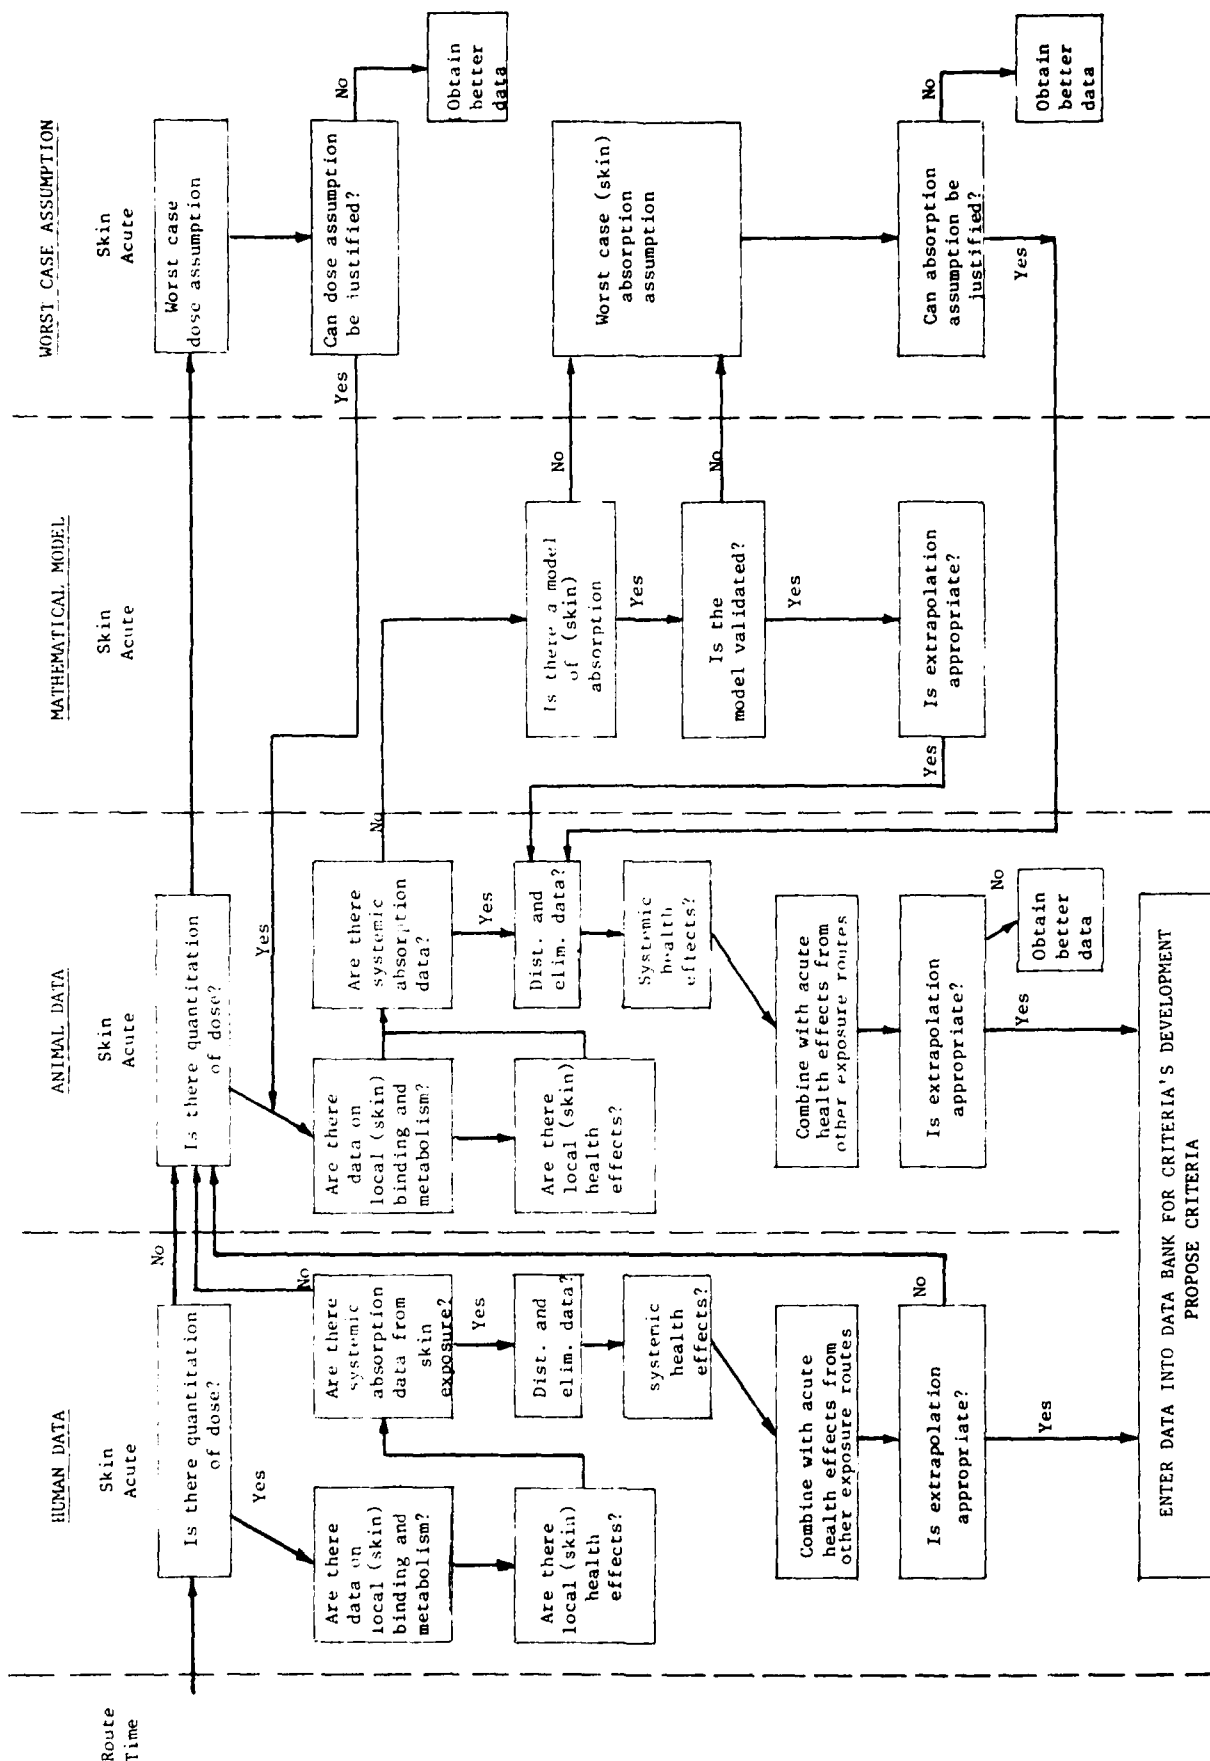 Route
Time
HUMAN DATA
Skin
Acute
Is there quantitation
of dose?
No
Yes
Are there
data on
local (skin)
binding and
metabolism?
Are there
local (skin)
health
effects?
Are there
systemic
absorption
data from
skin
exposure?
No
Yes
Dist. and
elim. data?
systemic
health
effects?
Combine with acute
health effects from
other exposure routes
Is extrapolation
appropriate?
No
Yes
ANIMAL DATA
Skin
Acute
Is there quantitation
of dose?
Yes
Are there
data on
local (skin)
binding and
metabolism?
Are there
local (skin)
health
effects?
Are there
systemic
absorption
data?
No
Yes
Dist. and
elim. data?
Systemic
health
effects?
Combine with acute
health effects from
other exposure routes
Is extrapolation
appropriate?
No
Obtain
better
data
Yes
MATHEMATICAL MODEL
Skin
Acute
Is there a model
of (skin)
absorption
No
Yes
Is the
model validated?
No
Yes
Is extrapolation
appropriate?
Yes
WORST CASE ASSUMPTION
Skin
Acute
Worst case
dose assumption
Can dose assumption
be justified?
Yes
No
Obtain
better
data
Worst case (skin)
absorption
assumption
Can absorption
assumption be
justified?
No
Obtain
better
data
Yes
ENTER DATA INTO DATA BANK FOR CRITERIA'S DEVELOPMENT
PROPOSE CRITERIA